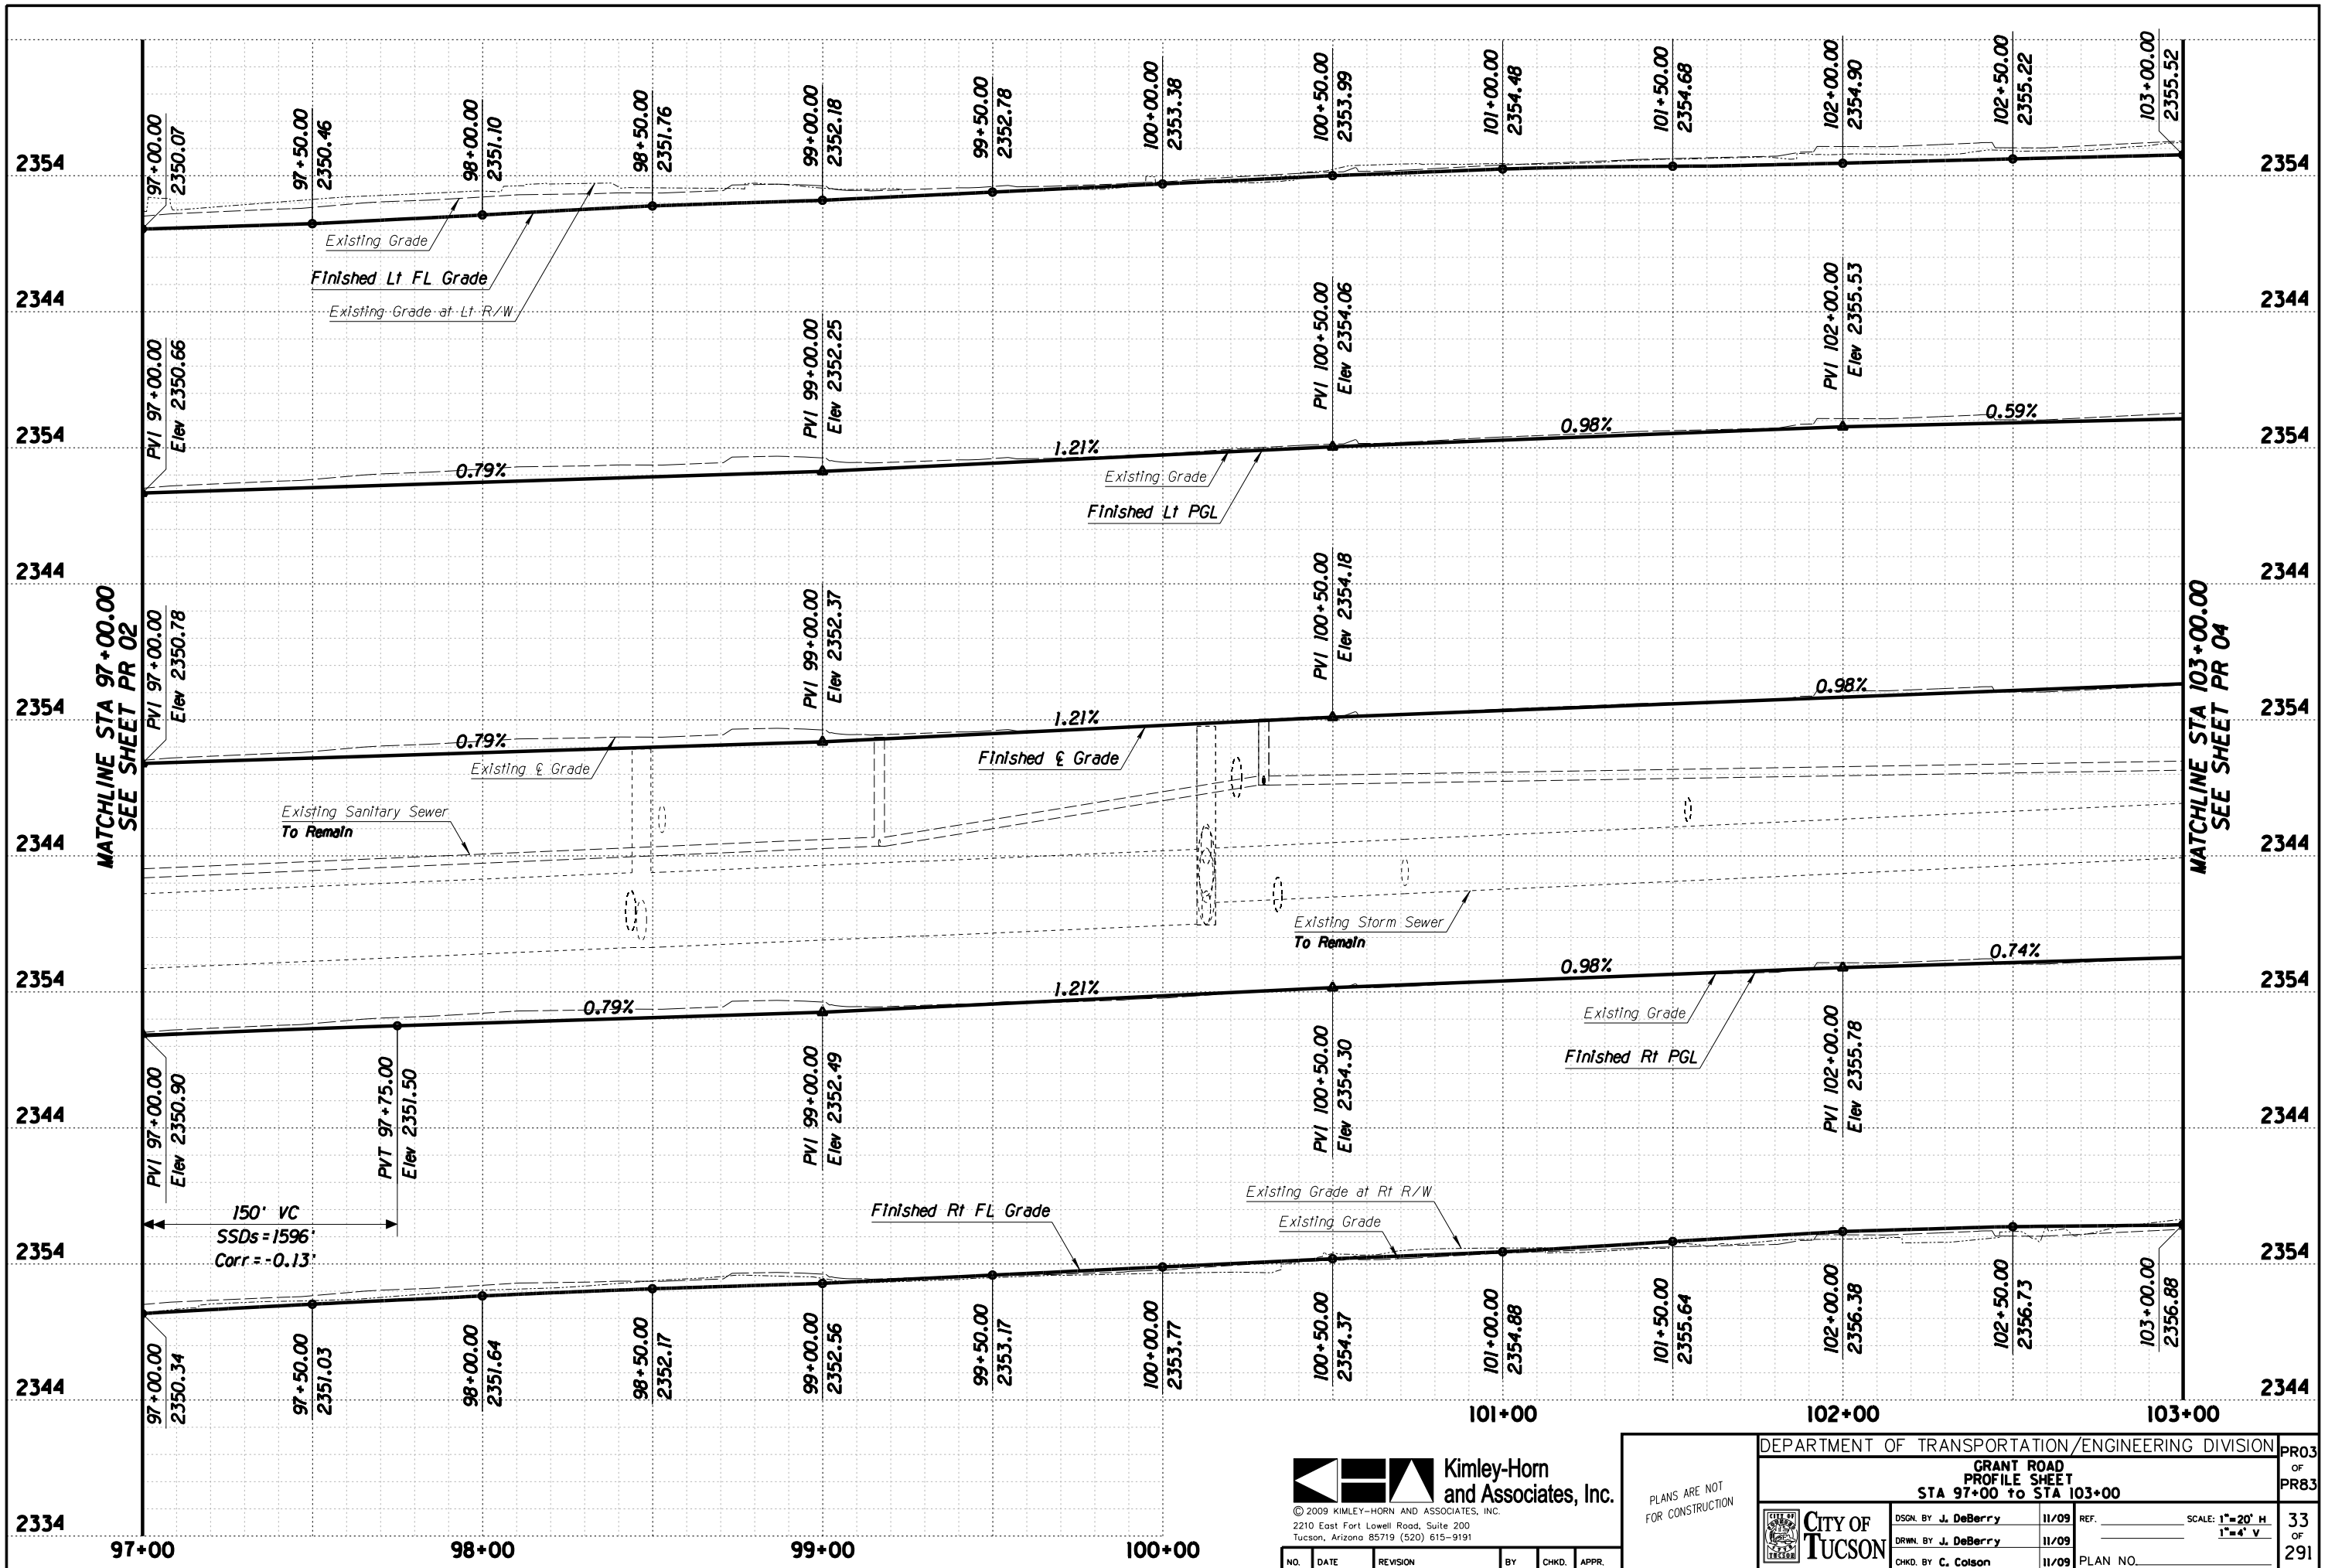 97+00.00
2350.07
97+50.00
2350.46
98+00.00
2351.10
98+50.00
2351.76
99+00.00
2352.18
99+50.00
2352.78
100+00.00
2353.38
100+50.00
2353.99
101+00.00
2354.48
101+50.00
2354.68
102+00.00
2354.90
102+50.00
2355.22
103+00.00
2355.52
2354
2354
Existing Grade
Finished Lt FL Grade
Existing Grade at Lt R/W
2344
2344
PVI 97+00.00
Elev 2350.66
PVI 99+00.00
Elev 2352.25
PVI 100+50.00
Elev 2354.06
PVI 102+00.00
Elev 2355.53
2354
0.79%
1.21%
0.98%
0.59%
2354
Existing Grade
Finished Lt PGL
2344
2344
MATCHLINE STA 97+00.00
SEE SHEET PR 02
PVI 97+00.00
Elev 2350.78
PVI 99+00.00
Elev 2352.37
PVI 100+50.00
Elev 2354.18
MATCHLINE STA 103+00.00
SEE SHEET PR 04
2354
0.79%
1.21%
0.98%
2354
Existing ℄ Grade
Finished ℄ Grade
Existing Sanitary Sewer
To Remain
2344
2344
Existing Storm Sewer
To Remain
2354
0.79%
1.21%
0.98%
0.74%
2354
Existing Grade
Finished Rt PGL
PVI 97+00.00
Elev 2350.90
PVT 97+75.00
Elev 2351.50
PVI 99+00.00
Elev 2352.49
PVI 100+50.00
Elev 2354.30
PVI 102+00.00
Elev 2355.78
2344
2344
150' VC
SSDs=1596'
Corr=-0.13'
Finished Rt FL Grade
Existing Grade at Rt R/W
Existing Grade
2354
2354
97+00.00
2350.34
97+50.00
2351.03
98+00.00
2351.64
98+50.00
2352.17
99+00.00
2352.56
99+50.00
2353.17
100+00.00
2353.77
100+50.00
2354.37
101+00.00
2354.88
101+50.00
2355.64
102+00.00
2356.38
102+50.00
2356.73
103+00.00
2356.88
2344
2344
101+00
102+00
103+00
2334
97+00
98+00
99+00
100+00
Kimley-Horn
and Associates, Inc.
© 2009 KIMLEY-HORN AND ASSOCIATES, INC.
2210 East Fort Lowell Road, Suite 200
Tucson, Arizona 85719 (520) 615-9191
NO. DATE REVISION BY CHKD. APPR.
PLANS ARE NOT
FOR CONSTRUCTION
DEPARTMENT OF TRANSPORTATION/ENGINEERING DIVISION
GRANT ROAD
PROFILE SHEET
STA 97+00 to STA 103+00
PR03
OF
PR83
CITY OF
TUCSON
CITY OF
TUCSON
DSGN. BY J. DeBerry 11/09
DRWN. BY J. DeBerry 11/09
CHKD. BY C. Colson 11/09
REF.
SCALE: 1"=20' H
1"=4' V
PLAN NO.
33
OF
291